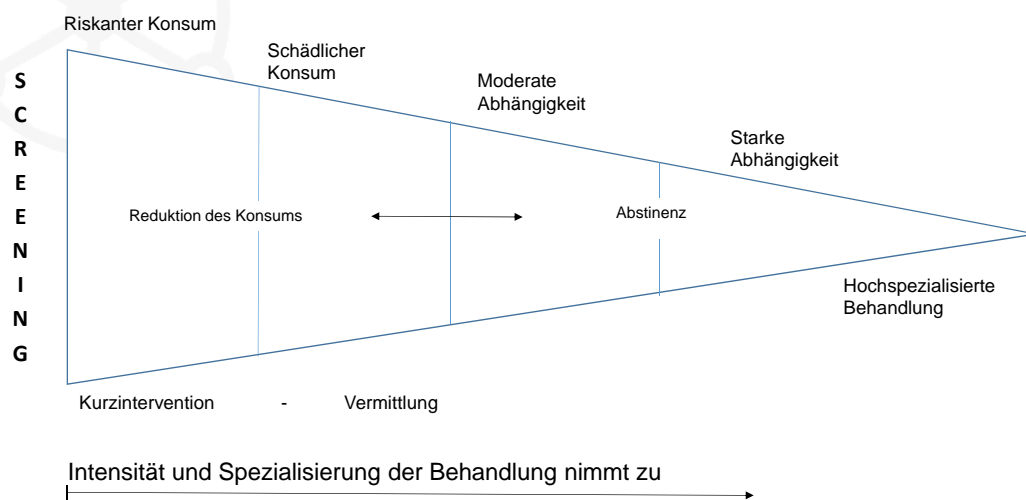 Riskanter Konsum
Schädlicher
Konsum
Moderate
Abhängigkeit
Starke
Abhängigkeit
S
C
R
E
E
N
I
N
G
Reduktion des Konsums
Abstinenz
Hochspezialisierte
Behandlung
Kurzintervention - Vermittlung
Intensität und Spezialisierung der Behandlung nimmt zu